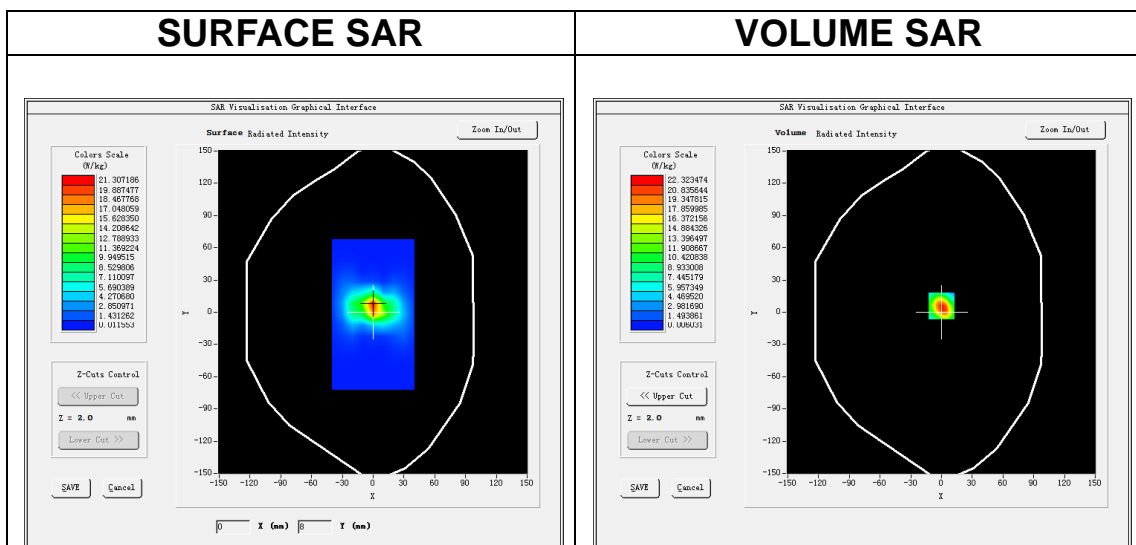 SURFACE SAR
VOLUME SAR
SAR Visualisation Graphical Interface
Surface Radiated Intensity
Zoom In/Out
Colors Scale
(W/kg)
21.307186
19.887477
18.467768
17.048059
15.628350
14.208642
12.788933
11.369224
9.949515
8.529806
7.110097
5.690389
4.270680
2.850971
1.431262
0.011553
Z-Cuts Control
<< Upper Cut
Z = 2.0 mm
Lower Cut >>
SAVE
Cancel
150
120
90
60
30
0
-30
-60
-90
-120
-150
Y
-150 -120 -90 -60 -30 0 30 60 90 120 150
X
0 X (mm) 8 Y (mm)
SAR Visualisation Graphical Interface
Volume Radiated Intensity
Zoom In/Out
Colors Scale
(W/kg)
22.323474
20.835644
19.347815
17.859985
16.372156
14.884326
13.396497
11.908667
10.420838
8.933008
7.445179
5.957349
4.469520
2.981690
1.493861
0.006031
Z-Cuts Control
<< Upper Cut
Z = 2.0 mm
Lower Cut >>
SAVE
Cancel
150
120
90
60
30
0
-30
-60
-90
-120
-150
Y
-150 -120 -90 -60 -30 0 30 60 90 120 150
X